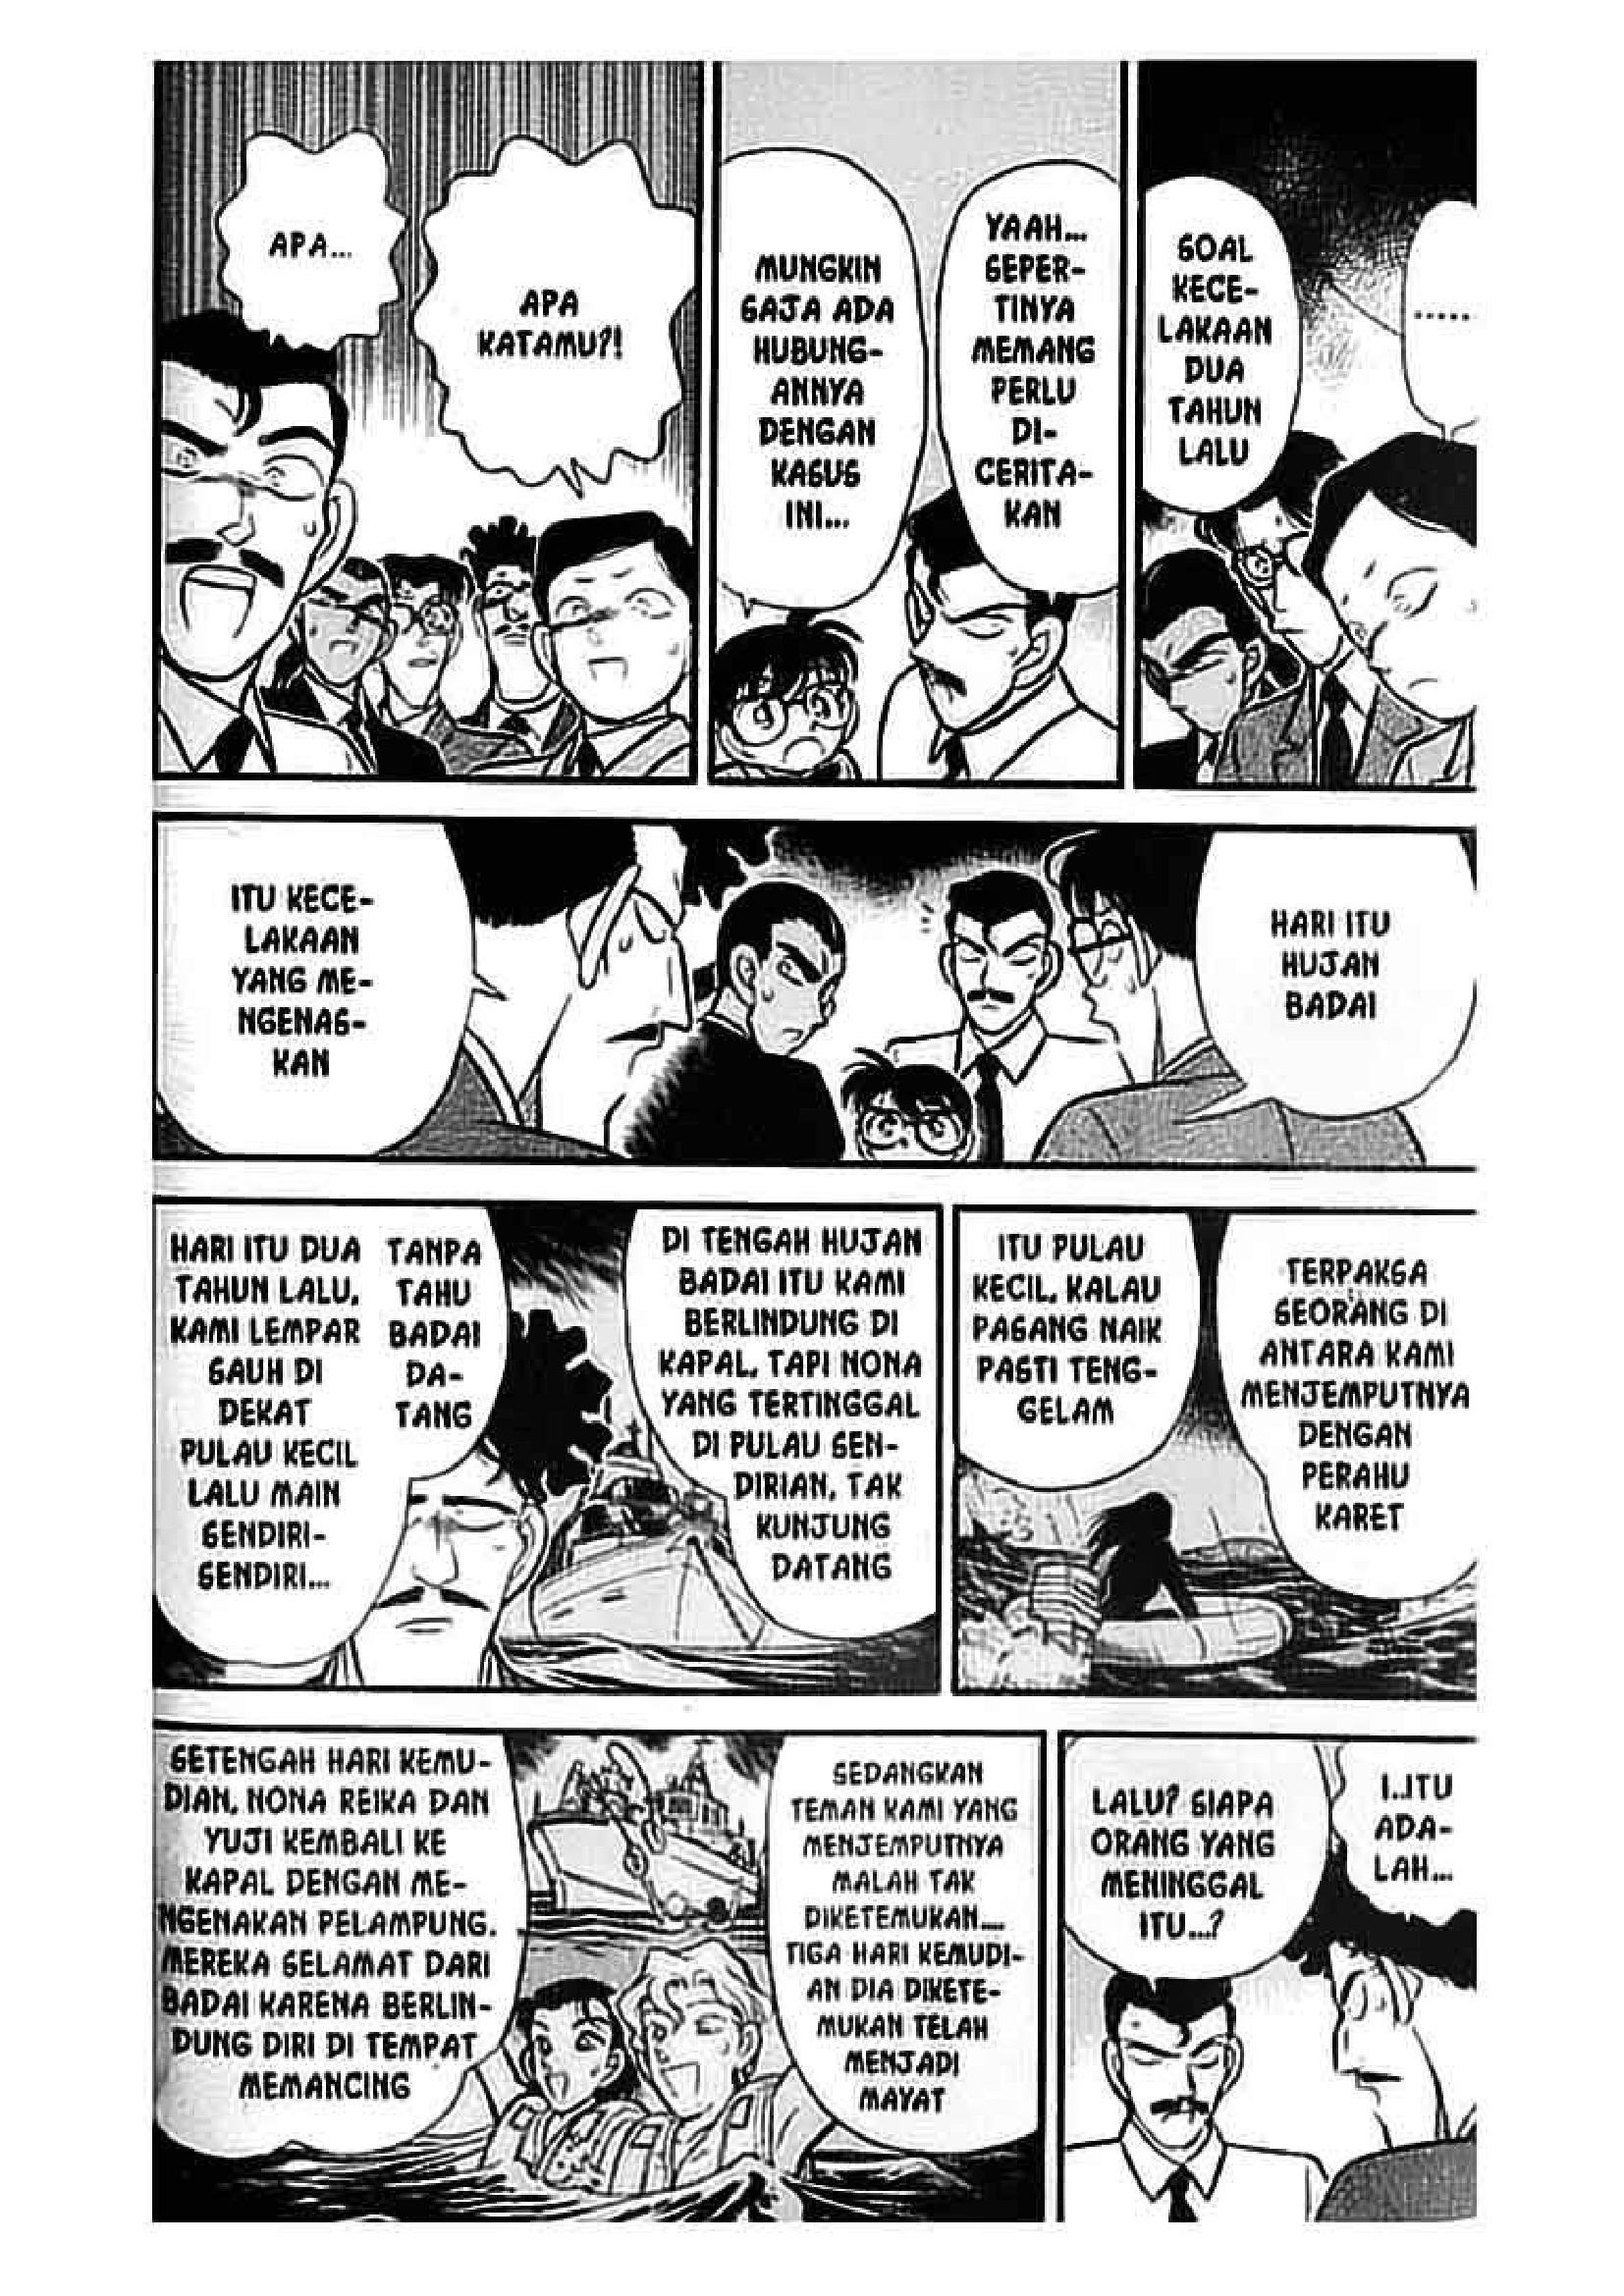 APA...
APA
KATAMU?!
MUNGKIN
SAJA ADA
HUBUNG-
ANNYA
DENGAN
KASUS
INI...
YAAH...
SEPER-
TINYA
MEMANG
PERLU
DI-
CERITA-
KAN
SOAL
KECE-
LAKAAN
DUA
TAHUN
LALU
.....
ITU KECE-
LAKAAN
YANG ME-
NGENAS-
KAN
HARI ITU
HUJAN
BADAI
HARI ITU DUA
TAHUN LALU,
KAMI LEMPAR
SAUH DI
DEKAT
PULAU KECIL
LALU MAIN
SENDIRI-
SENDIRI...
TANPA
TAHU
BADAI
DA-
TANG
DI TENGAH HUJAN
BADAI ITU KAMI
BERLINDUNG DI
KAPAL, TAPI NONA
YANG TERTINGGAL
DI PULAU SEN-
DIRIAN, TAK
KUNJUNG
DATANG
ITU PULAU
KECIL, KALAU
PASANG NAIK
PASTI TENG-
GELAM
TERPAKSA
SEORANG DI
ANTARA KAMI
MENJEMPUTNYA
DENGAN
PERAHU
KARET
SETENGAH HARI KEMU-
DIAN, NONA REIKA DAN
YUJI KEMBALI KE
KAPAL DENGAN ME-
NGENAKAN PELAMPUNG.
MEREKA SELAMAT DARI
BADAI KARENA BERLIN-
DUNG DIRI DI TEMPAT
MEMANCING
SEDANGKAN
TEMAN KAMI YANG
MENJEMPUTNYA
MALAH TAK
DIKETEMUKAN....
TIGA HARI KEMUDI-
AN DIA DIKETE-
MUKAN TELAH
MENJADI
MAYAT
LALU? SIAPA
ORANG YANG
MENINGGAL
ITU...?
I..ITU
ADA-
LAH...